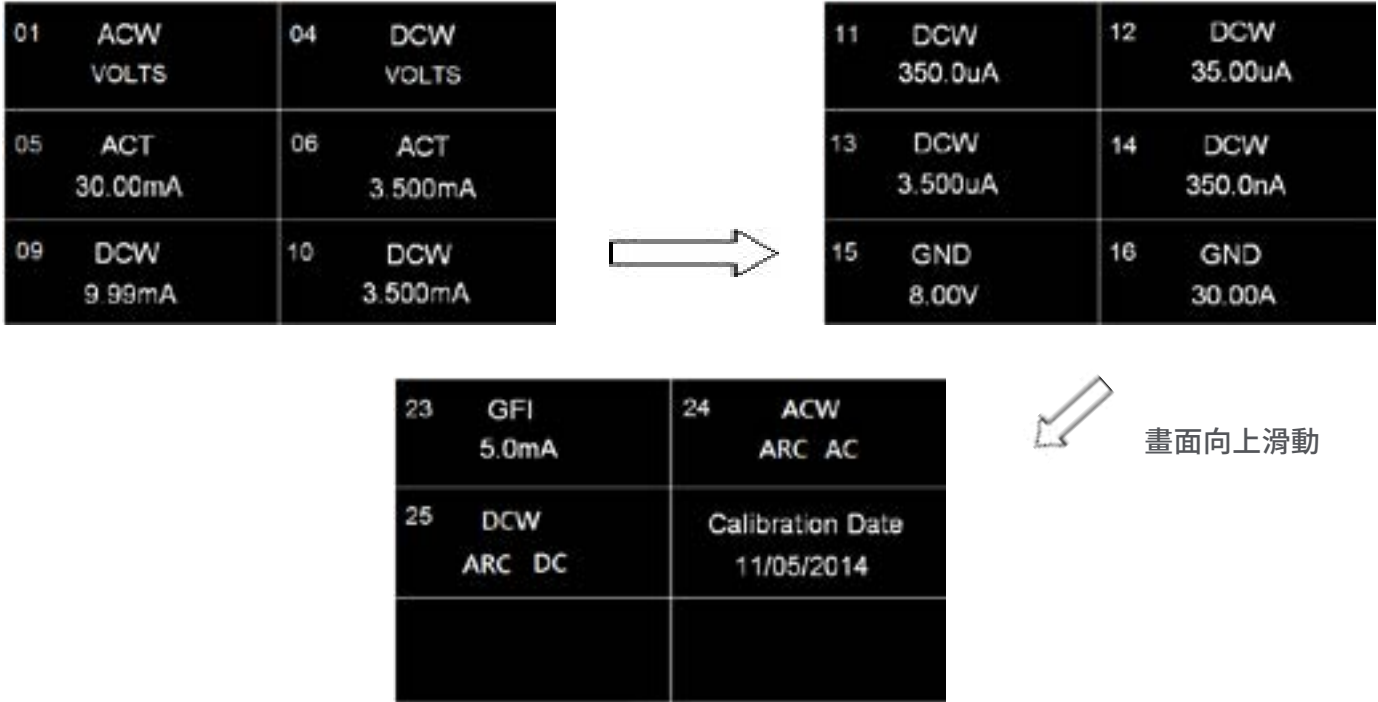 01 ACW
VOLTS
04 DCW
VOLTS
05 ACT
30.00mA
06 ACT
3.500mA
09 DCW
9.99mA
10 DCW
3.500mA
11 DCW
350.0uA
12 DCW
35.00uA
13 DCW
3.500uA
14 DCW
350.0nA
15 GND
8.00V
16 GND
30.00A
畫面向上滑動
23 GFI
5.0mA
24 ACW
ARC AC
25 DCW
ARC DC
Calibration Date
11/05/2014